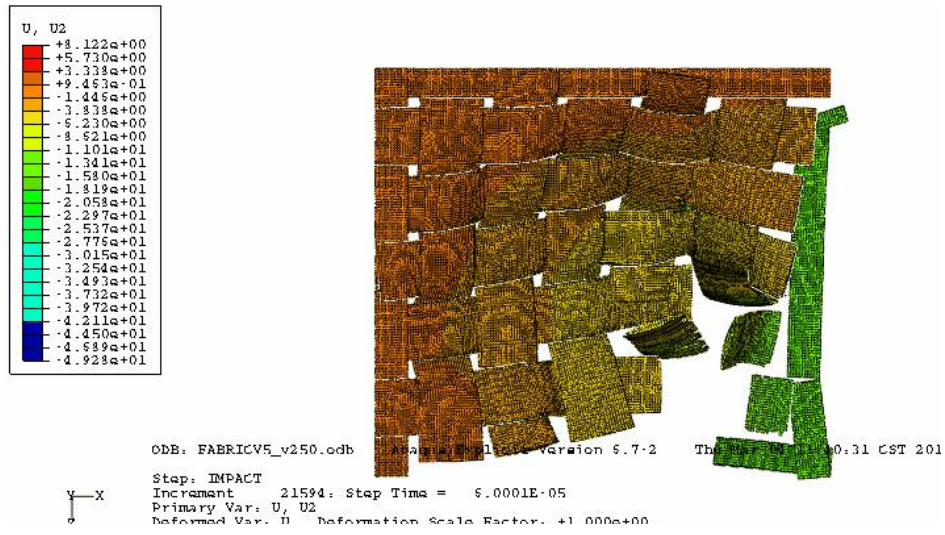 U, U2
+8.122e+00
+5.730e+00
+3.338e+00
+9.463e-01
-1.446e+00
-3.838e+00
-6.230e+00
-8.621e+00
-1.101e+01
-1.341e+01
-1.580e+01
-1.819e+01
-2.058e+01
-2.297e+01
-2.537e+01
-2.776e+01
-3.015e+01
-3.254e+01
-3.493e+01
-3.732e+01
-3.972e+01
-4.211e+01
-4.450e+01
-4.689e+01
-4.928e+01
ODB: FABRICV5_v250.odb Version 6.7-2 CST 201
Step: IMPACT
Y X Increment 21594: Step Time = 6.0001E-05
Primary Var: U, U2
Deformed Var: U Deformation Scale Factor: +1.000e+00